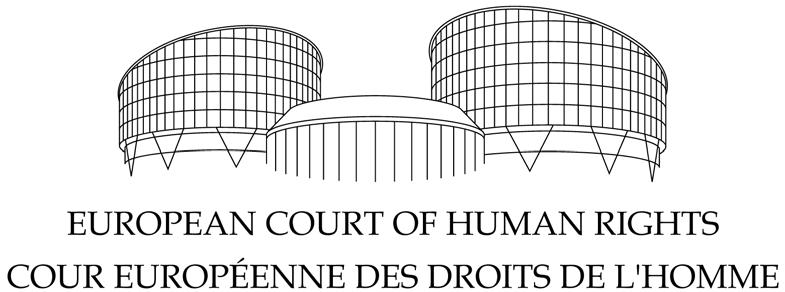 EUROPEAN COURT OF HUMAN RIGHTS
COUR EUROPÉENNE DES DROITS DE L'HOMME